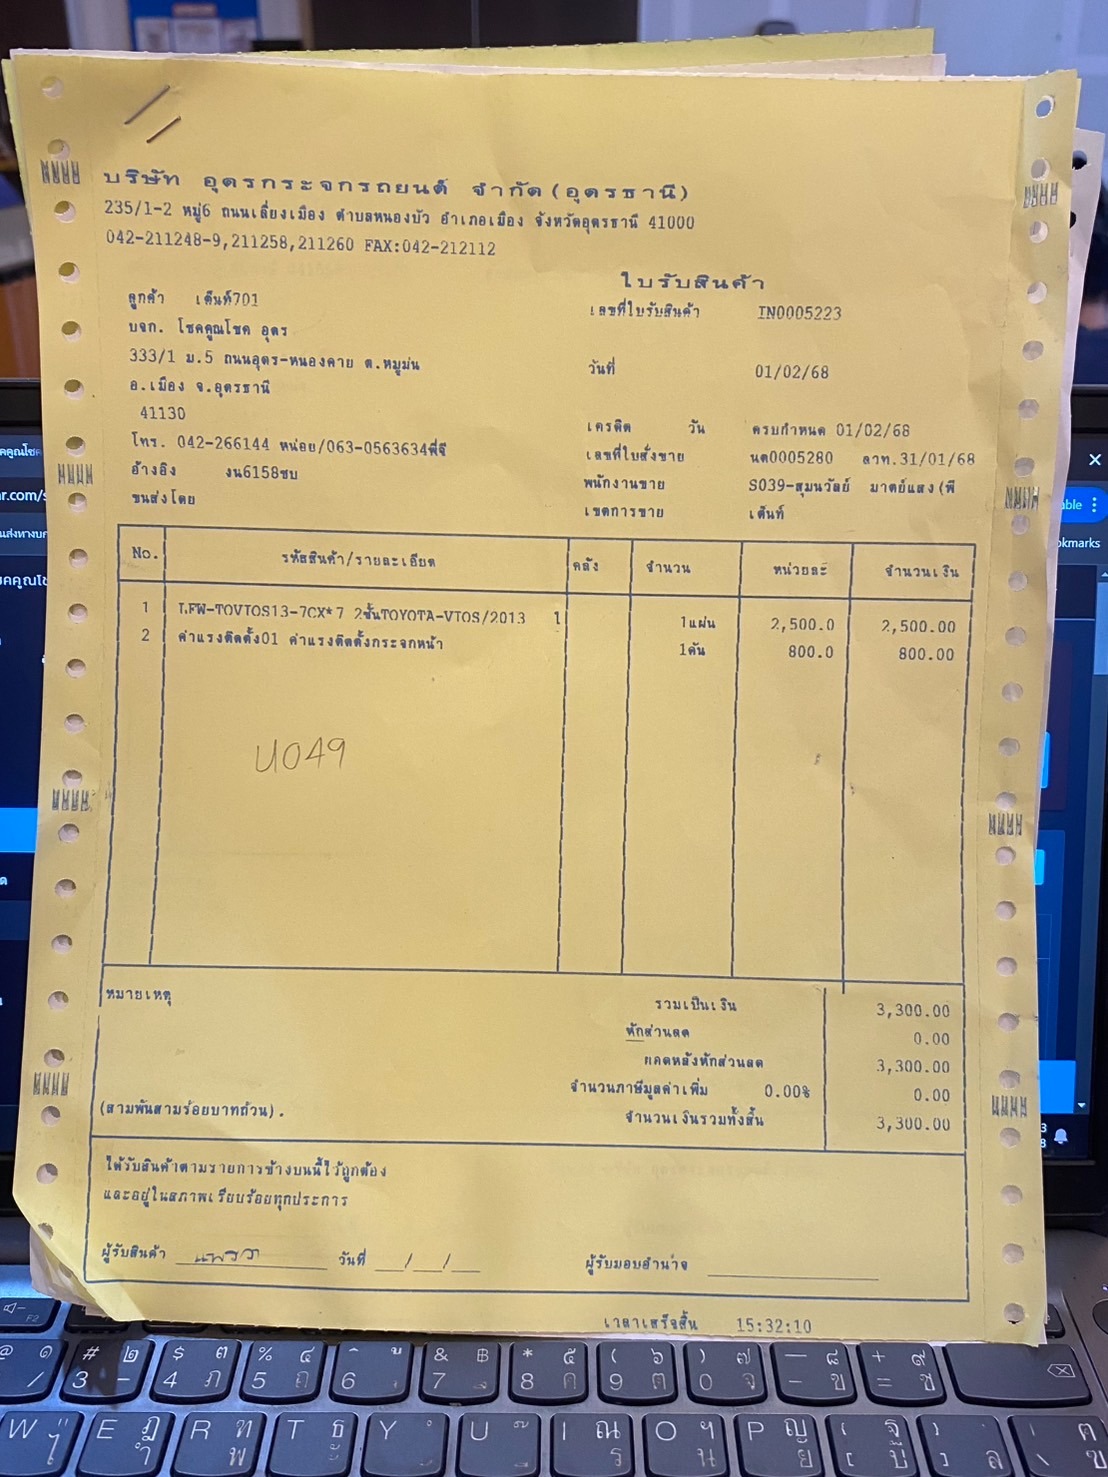 บริษัท อุดรกระจกรถยนต์ จำกัด(อุดรธานี)
235/1-2 หมู่6 ถนนเลี่ยงเมือง ตำบลหนองบัว อำเภอเมือง จังหวัดอุดรธานี 41000
042-211248-9,211258,211260 FAX:042-212112
ใบรับสินค้า
ลูกค้า เต็นท์701
เลขที่ใบรับสินค้า IN0005223
บจก. โชคคูณโชค อุดร
333/1 ม.5 ถนนอุดร-หนองคาย ต.หมูม่น
วันที่ 01/02/68
อ.เมือง จ.อุดรธานี
41130
เครดิต วัน ครบกำหนด 01/02/68
โทร. 042-266144 หน่อย/063-0563634พี่จี
เลขที่ใบสั่งขาย นด0005280 ลาท.31/01/68
อ้างอิง งน6158ชบ
พนักงานขาย S039-สุมนวัลย์ มาตย์แสง(พี
ขนส่งโดย
เขตการขาย เต็นท์
No. รหัสสินค้า/รายละเอียด คลัง จำนวน หน่วยละ จำนวนเงิน
1 LFW-TOVIOS13-7CX*7 2ชั้นTOYOTA-VIOS/2013 1 1แผ่น 2,500.0 2,500.00
2 ค่าแรงติดตั้ง01 ค่าแรงติดตั้งกระจกหน้า 1คัน 800.0 800.00
U049
หมายเหตุ
รวมเป็นเงิน 3,300.00
หักส่วนลด 0.00
ยอดหลังหักส่วนลด 3,300.00
จำนวนภาษีมูลค่าเพิ่ม 0.00% 0.00
(สามพันสามร้อยบาทถ้วน).
จำนวนเงินรวมทั้งสิ้น 3,300.00
ได้รับสินค้าตามรายการข้างบนนี้ไว้ถูกต้อง
และอยู่ในสภาพเรียบร้อยทุกประการ
ผู้รับสินค้า แพรวา วันที่ __/__/__ ผู้รับมอบอำนาจ
เวลาเสร็จสิ้น 15:32:10